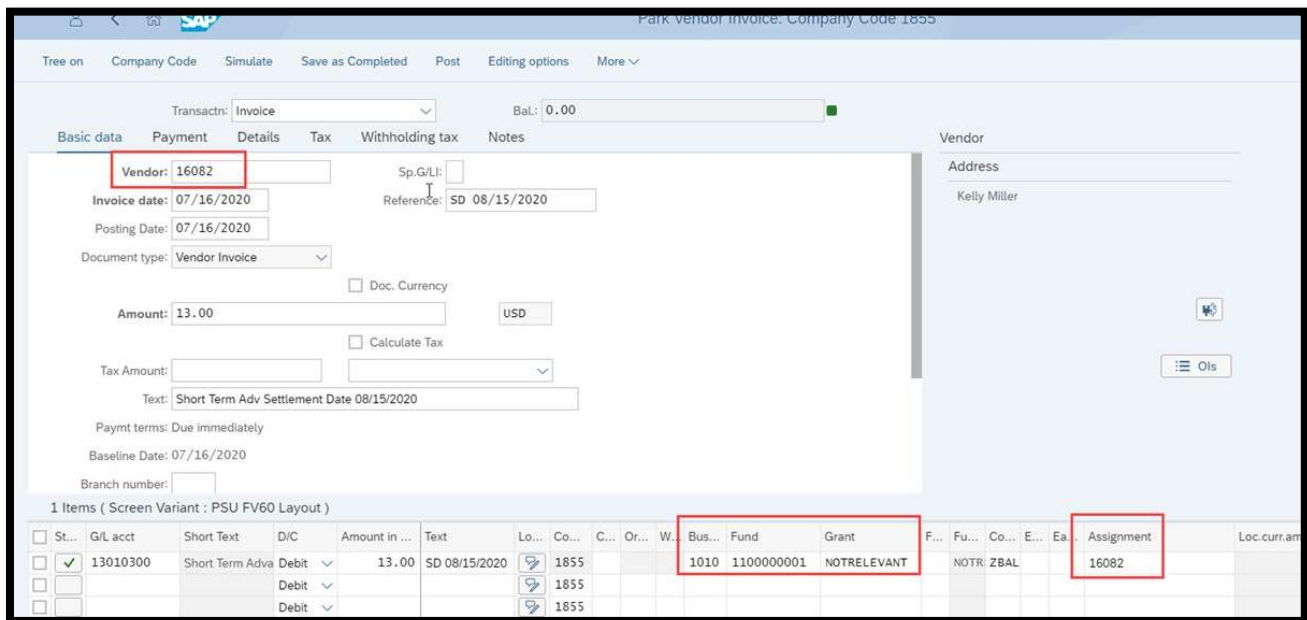 SAP
Park Vendor Invoice: Company Code 1855
Tree on Company Code Simulate Save as Completed Post Editing options More
Transactn: Invoice Bal.: 0.00
Basic data Payment Details Tax Withholding tax Notes
Vendor
Vendor: 16082 Sp.G/LI:
Address
Invoice date: 07/16/2020 Reference: SD 08/15/2020
Kelly Miller
Posting Date: 07/16/2020
Document type: Vendor Invoice
Doc. Currency
Amount: 13.00 USD
Calculate Tax
Tax Amount:
OIs
Text: Short Term Adv Settlement Date 08/15/2020
Paymt terms: Due immediately
Baseline Date: 07/16/2020
Branch number:
1 Items ( Screen Variant : PSU FV60 Layout )
St... G/L acct Short Text D/C Amount in ... Text Lo... Co... C... Or... W... Bus... Fund Grant F... Fu... Co... E... Ea... Assignment Loc.curr.am
13010300 Short Term Adva Debit 13.00 SD 08/15/2020 1855 1010 1100000001 NOTRELEVANT NOTR ZBAL 16082
Debit 1855
Debit 1855